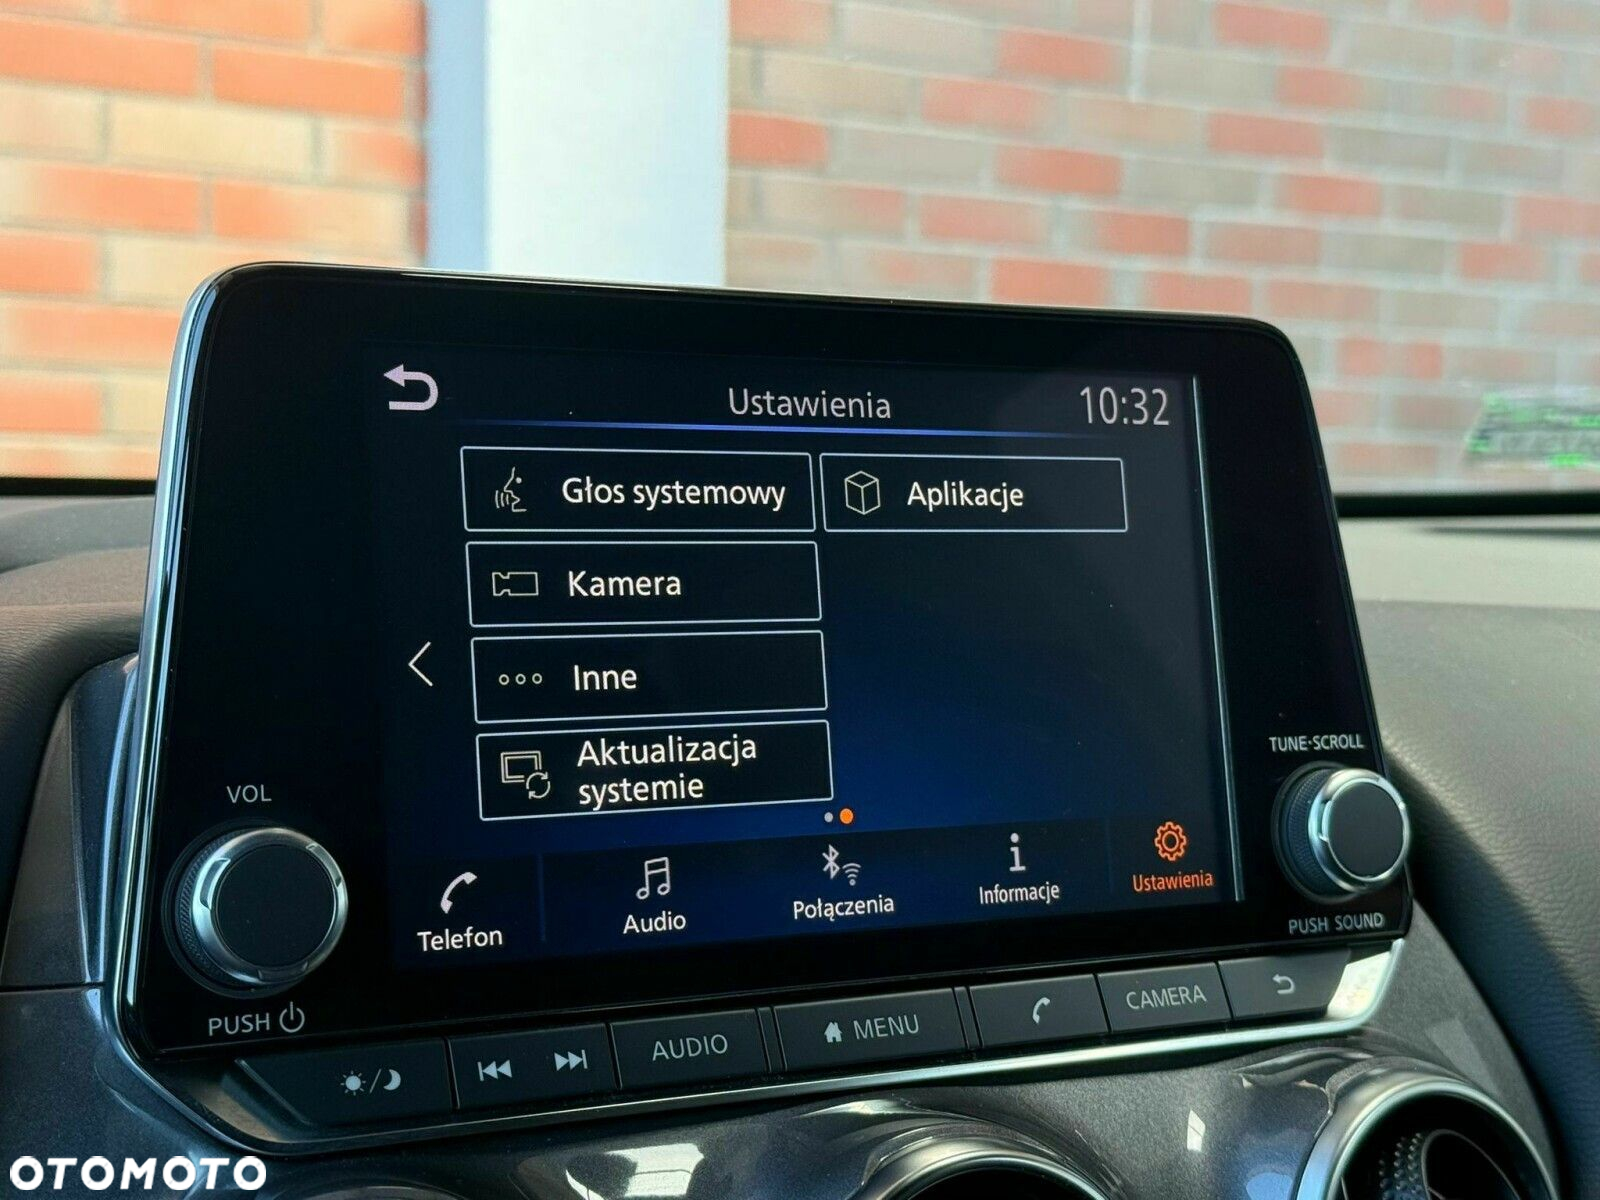 Ustawienia
10:32
Głos systemowy
Aplikacje
Kamera
Inne
Aktualizacja
systemie
Telefon
Audio
Połączenia
Informacje
Ustawienia
VOL
PUSH
TUNE·SCROLL
PUSH SOUND
AUDIO
MENU
CAMERA
OTOMOTO